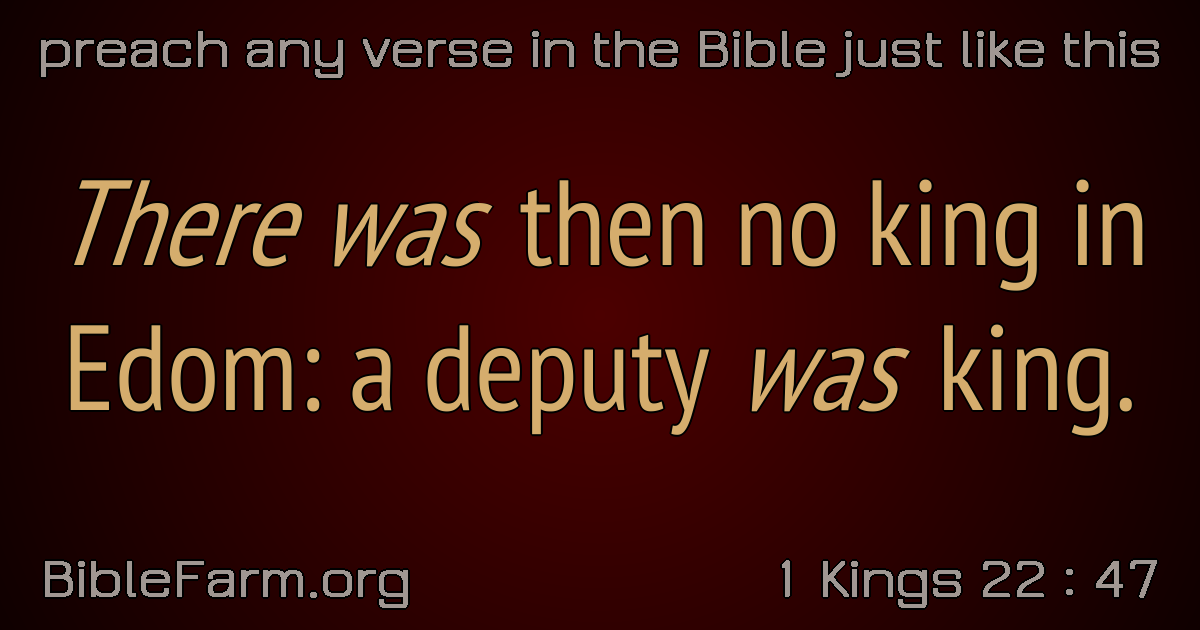 preach any verse in the Bible just like this
There was then no king in
Edom: a deputy was king.
BibleFarm.org
1 Kings 22 : 47